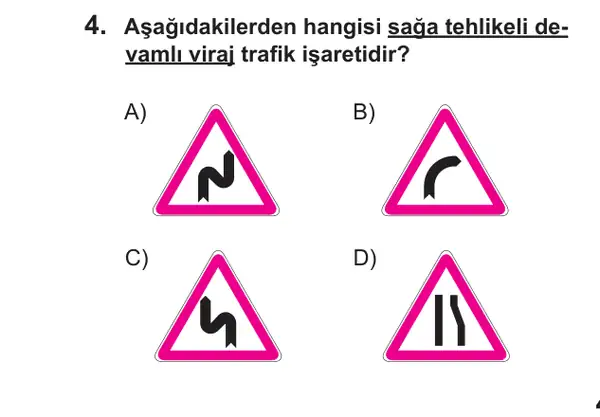 4. Aşağıdakilerden hangisi sağa tehlikeli de-
vamlı viraj trafik işaretidir?
A)
B)
C)
D)